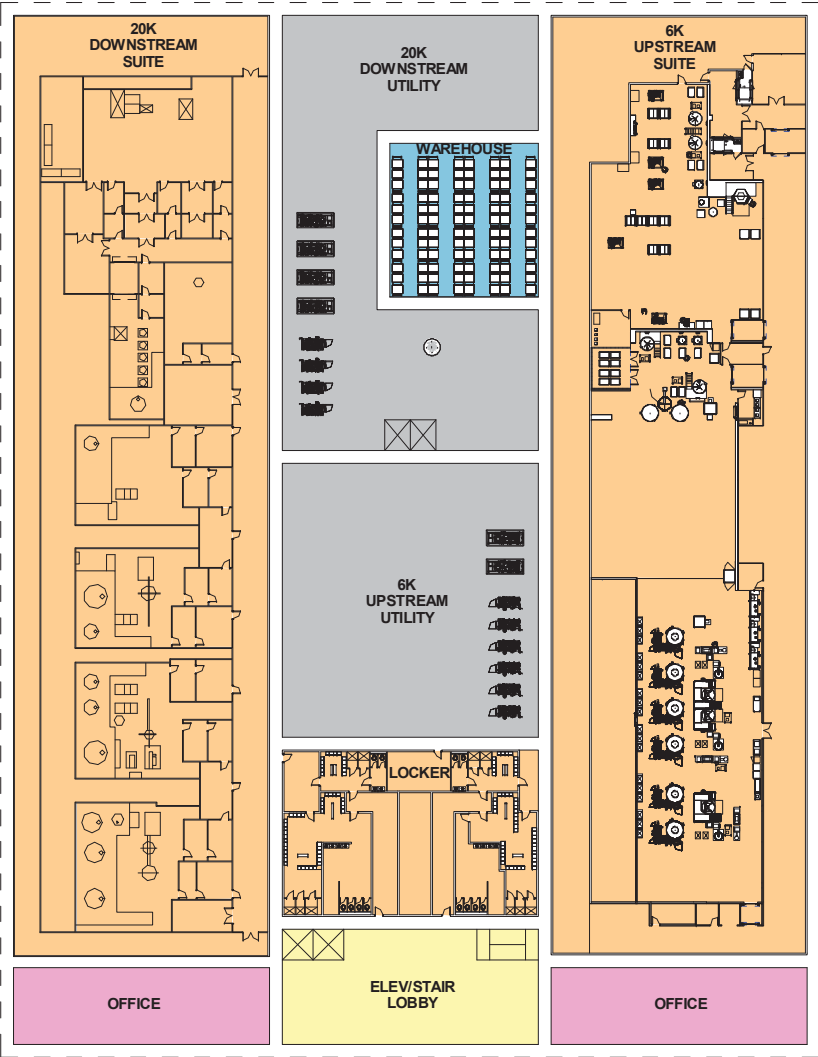 20K
DOWNSTREAM
SUITE
20K
DOWNSTREAM
UTILITY
6K
UPSTREAM
SUITE
WAREHOUSE
6K
UPSTREAM
UTILITY
LOCKER
OFFICE
ELEV/STAIR
LOBBY
OFFICE